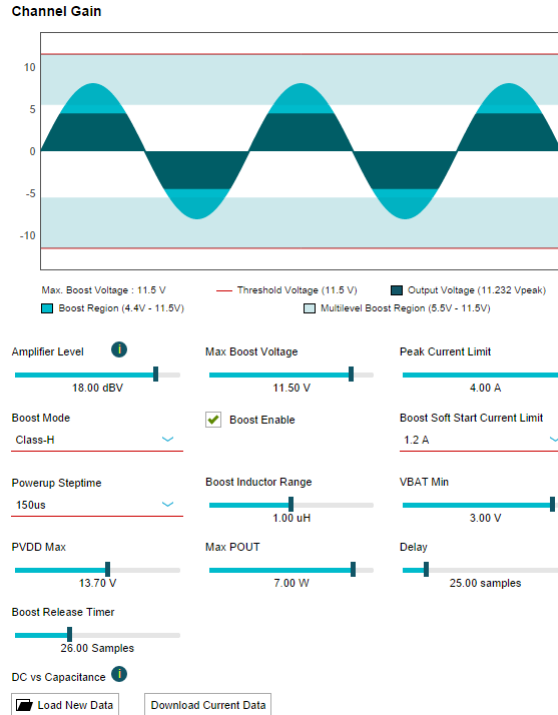 Channel Gain
10
5
0
-5
-10
Max. Boost Voltage : 11.5 V
Threshold Voltage (11.5 V)
Output Voltage (11.232 Vpeak)
Boost Region (4.4V - 11.5V)
Multilevel Boost Region (5.5V - 11.5V)
Amplifier Level i
Max Boost Voltage
Peak Current Limit
18.00 dBV
11.50 V
4.00 A
Boost Mode
Boost Enable
Boost Soft Start Current Limit
Class-H
1.2 A
Powerup Steptime
Boost Inductor Range
VBAT Min
150us
1.00 uH
3.00 V
PVDD Max
Max POUT
Delay
13.70 V
7.00 W
25.00 samples
Boost Release Timer
26.00 Samples
DC vs Capacitance i
Load New Data
Download Current Data